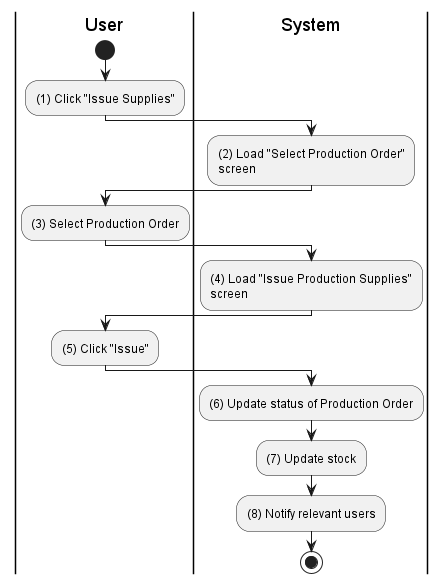 User
System
(1) Click "Issue Supplies"
(2) Load "Select Production Order"
screen
(3) Select Production Order
(4) Load "Issue Production Supplies"
screen
(5) Click "Issue"
(6) Update status of Production Order
(7) Update stock
(8) Notify relevant users